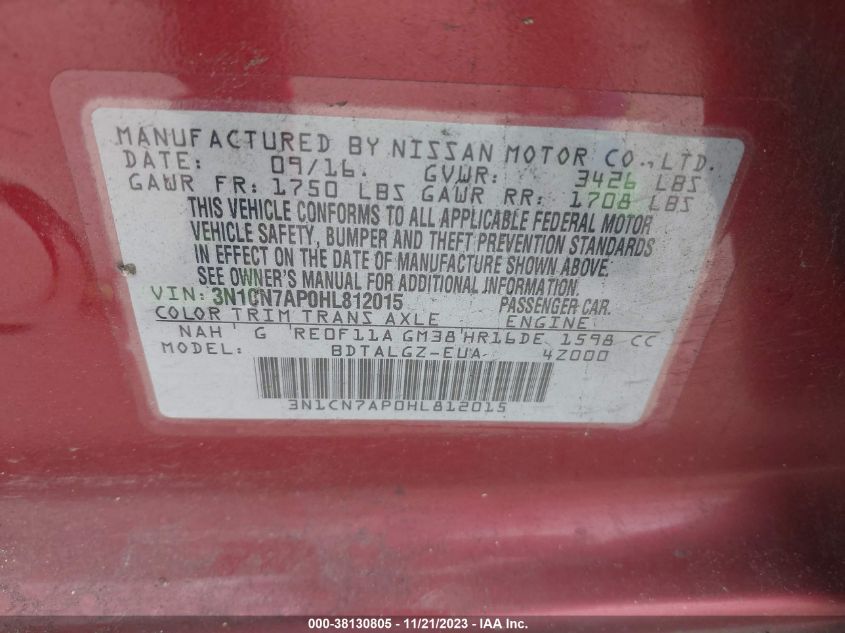 MANUFACTURED BY NISSAN MOTOR CO., LTD.
DATE: 09/16. GVWR: 3426 LBS
GAWR FR: 1750 LBS GAWR RR: 1708 LBS
THIS VEHICLE CONFORMS TO ALL APPLICABLE FEDERAL MOTOR
VEHICLE SAFETY, BUMPER AND THEFT PREVENTION STANDARDS
IN EFFECT ON THE DATE OF MANUFACTURE SHOWN ABOVE.
SEE OWNER'S MANUAL FOR ADDITIONAL INFORMATION.
VIN: 3N1CN7AP0HL812015 PASSENGER CAR.
COLOR TRIM TRANS AXLE ENGINE
NAH G RE0F11A GM38 HR16DE 1598 CC
MODEL: BDTALGZ-EUA 4Z000
3N1CN7AP0HL812015
000-38130805 - 11/21/2023 - IAA Inc.